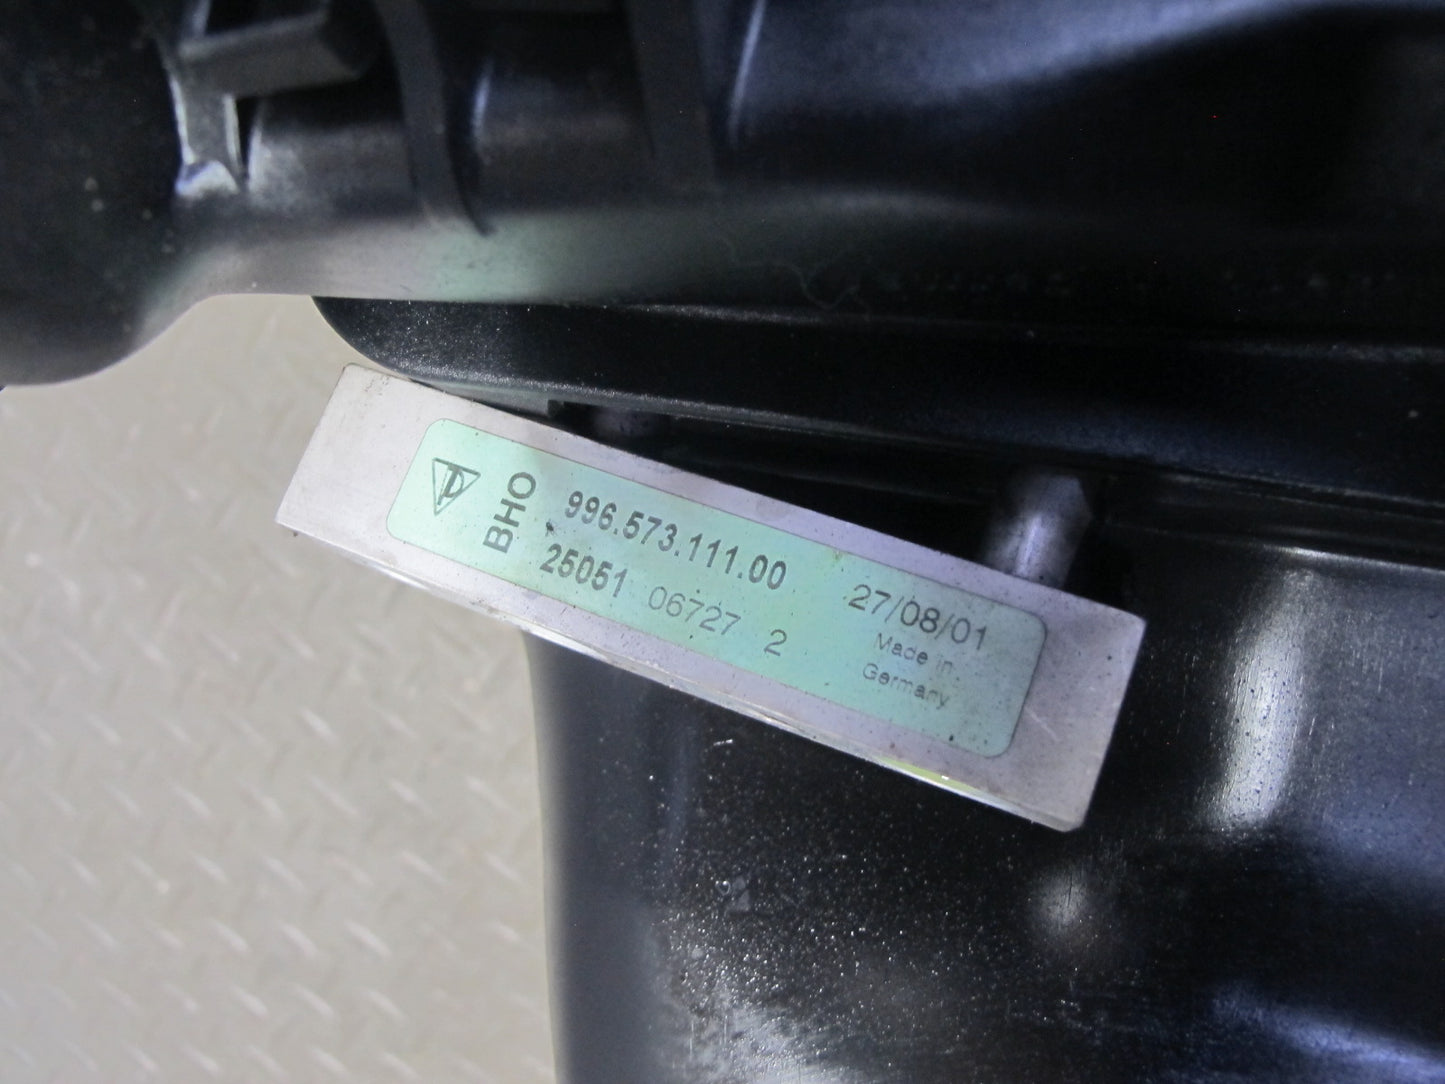 BHO
996.573.111.00
25051 06727 2
27/08/01
Made in
Germany